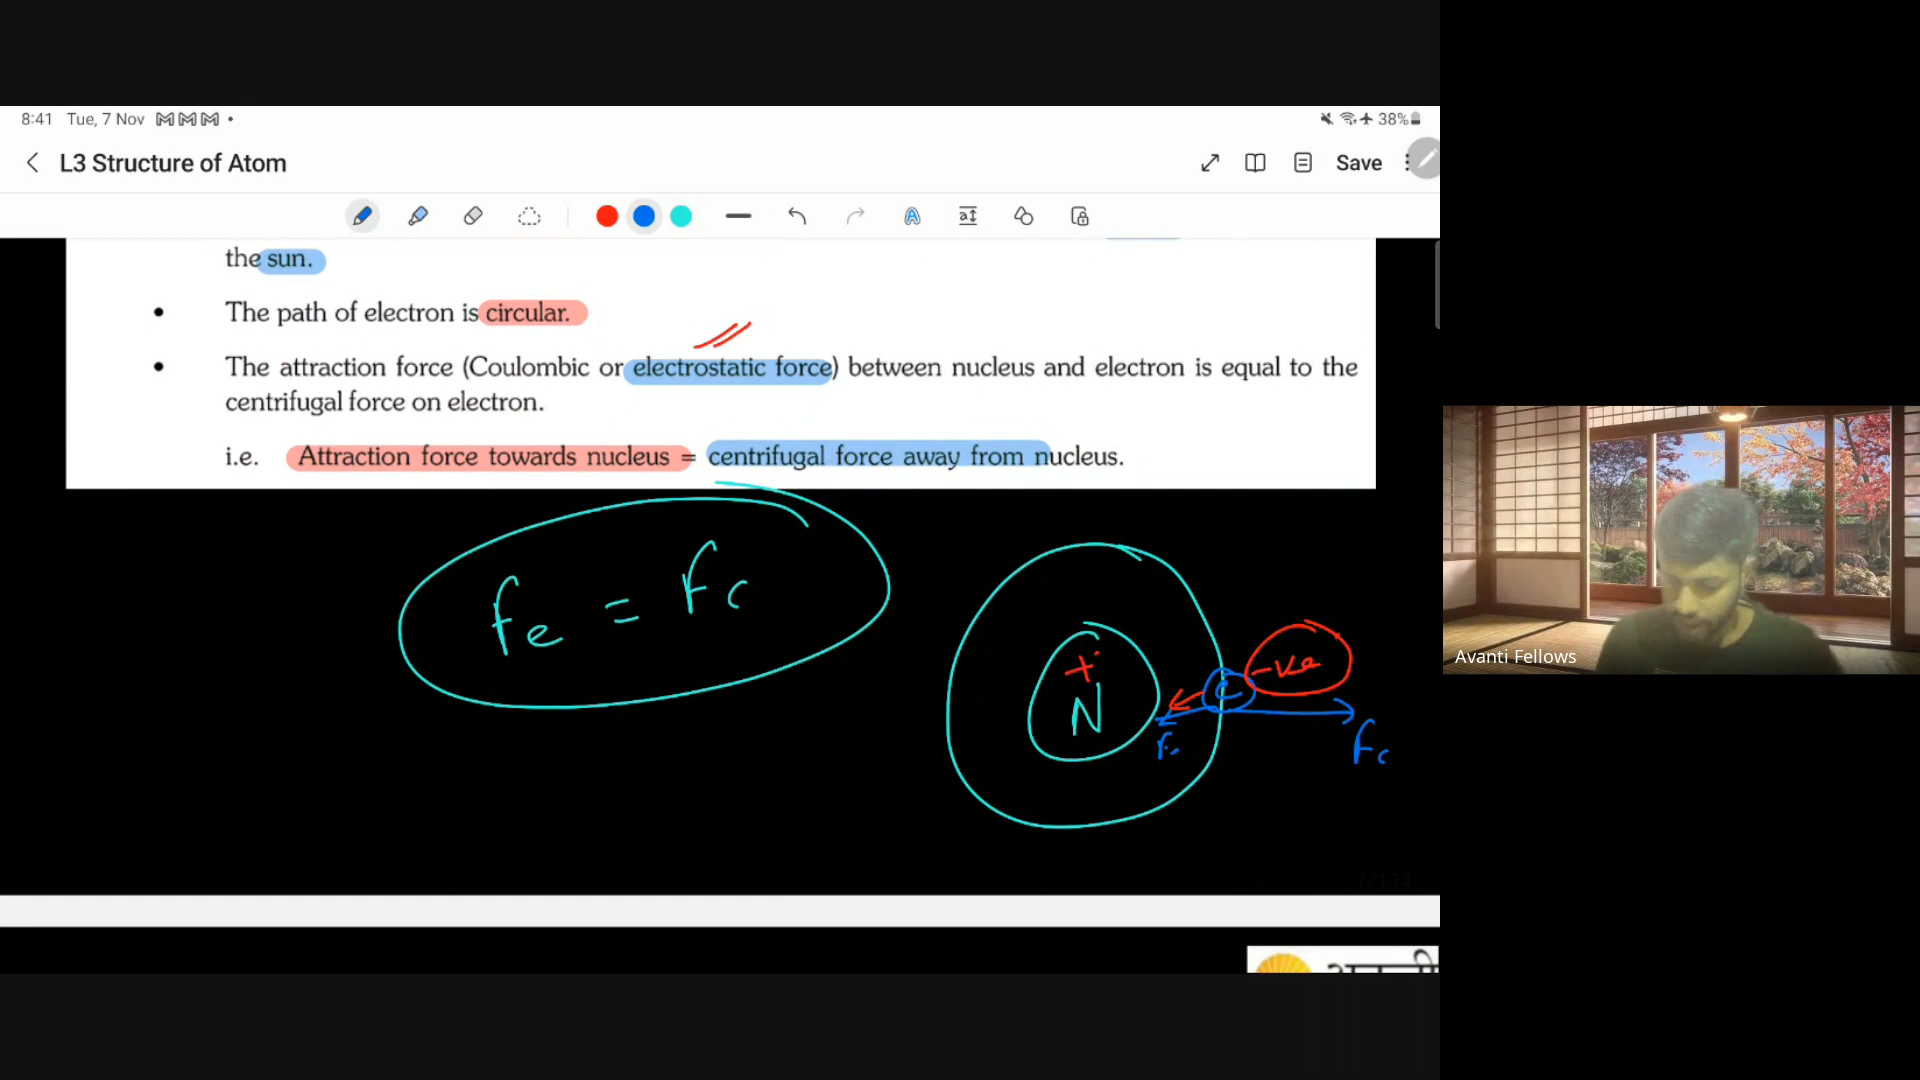 8:41 Tue, 7 Nov
38%
L3 Structure of Atom
Save
the sun.
• The path of electron is circular.
• The attraction force (Coulombic or electrostatic force) between nucleus and electron is equal to the
centrifugal force on electron.
i.e. Attraction force towards nucleus = centrifugal force away from nucleus.
fe = Fc
+
N
e
-ve
Fc
Avanti Fellows